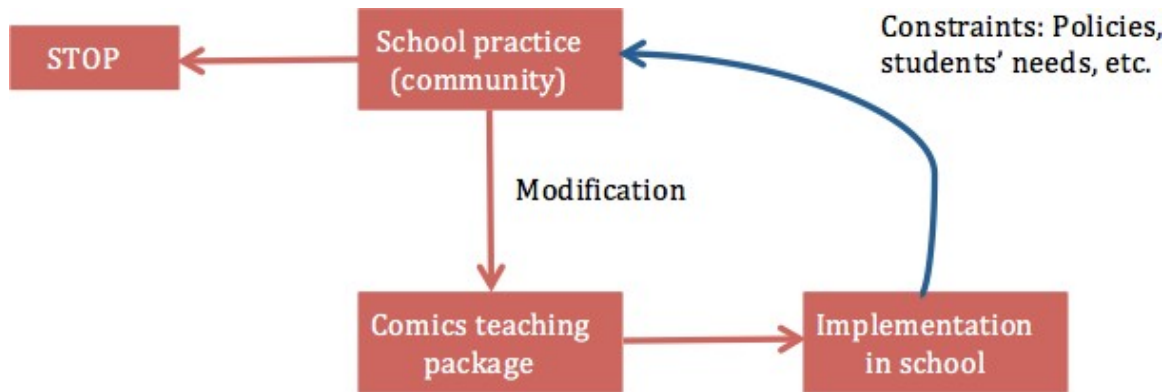 STOP
School practice
(community)
Constraints: Policies,
students' needs, etc.
Modification
Comics teaching
package
Implementation
in school